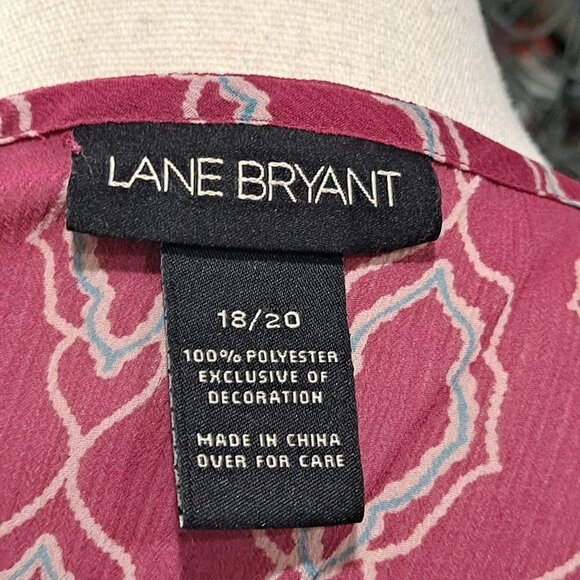 LANE BRYANT
18/20
100% POLYESTER
EXCLUSIVE OF
DECORATION
MADE IN CHINA
OVER FOR CARE